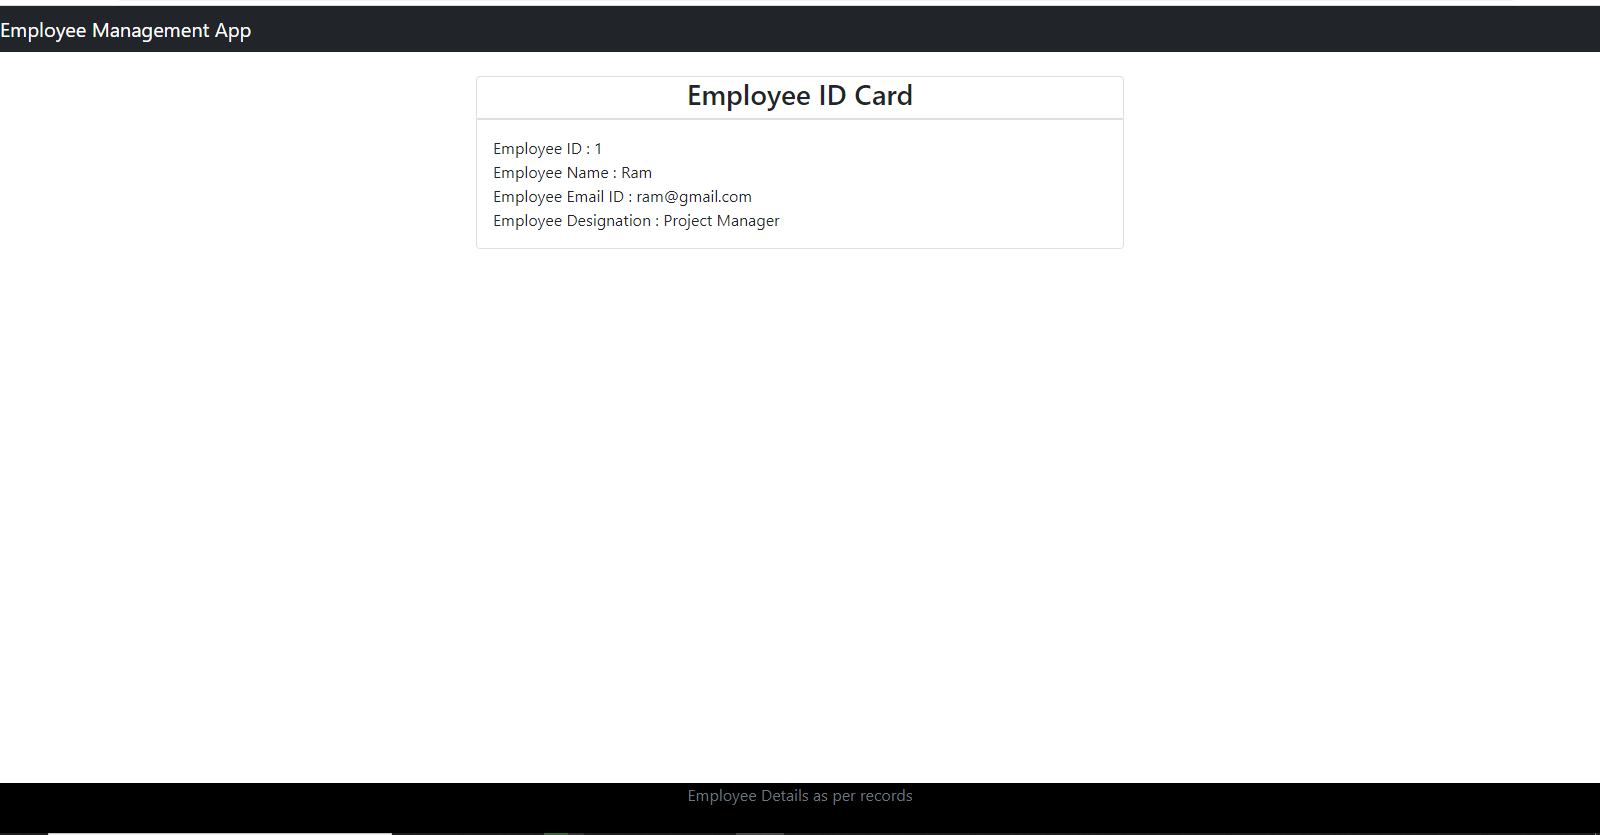 Employee Management App
Employee ID Card
Employee ID : 1
Employee Name : Ram
Employee Email ID : ram@gmail.com
Employee Designation : Project Manager
Employee Details as per records